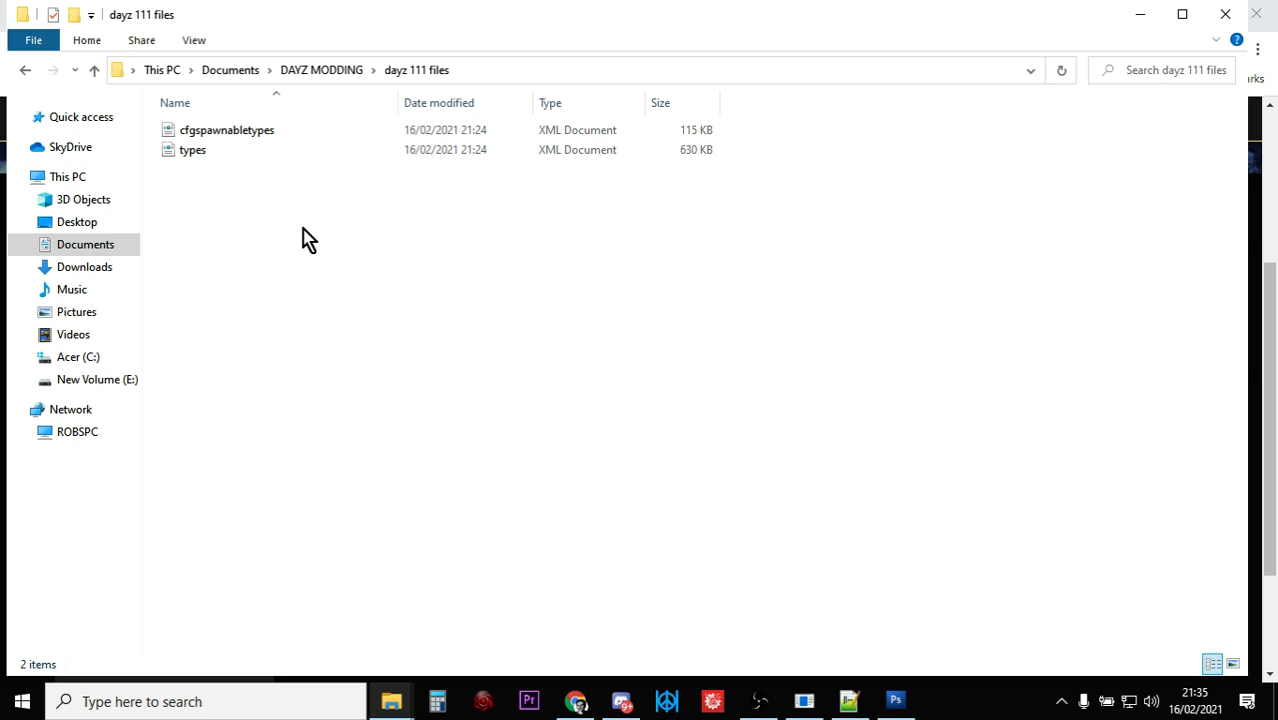 dayz 111 files
File Home Share View
This PC Documents DAYZ MODDING dayz 111 files Search dayz 111 files
arks
Name Date modified Type Size
cfgspawnabletypes 16/02/2021 21:24 XML Document 115 KB
types 16/02/2021 21:24 XML Document 630 KB
Quick access
SkyDrive
This PC
3D Objects
Desktop
Documents
Downloads
Music
Pictures
Videos
Acer (C:)
New Volume (E:)
Network
ROBSPC
2 items
Type here to search
Pr
Ps
21:35
16/02/2021